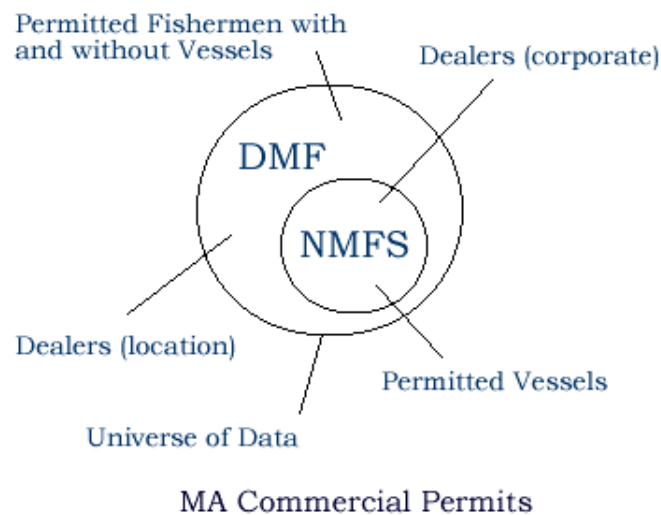 Permitted Fishermen with
and without Vessels
Dealers (corporate)
DMF
NMFS
Dealers (location)
Permitted Vessels
Universe of Data
MA Commercial Permits